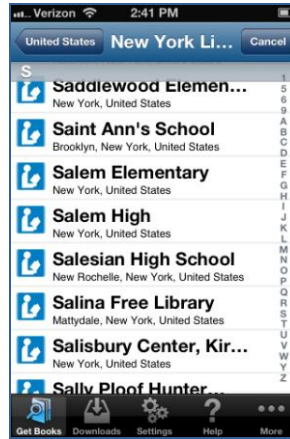 Verizon 2:41 PM
United States New York Li... Cancel
S
Saddlewood Elemen...
New York, United States
Saint Ann's School
Brooklyn, New York, United States
Salem Elementary
New York, United States
Salem High
New York, United States
Salesian High School
New Rochelle, New York, United States
Salina Free Library
Mattydale, New York, United States
Salisbury Center, Kir...
New York, United States
Sally Ploof Hunter...
1
5
6
9
A
B
C
D
E
F
G
H
I
J
K
L
M
N
O
P
Q
R
S
T
U
V
W
Y
Z
Get Books Downloads Settings Help More